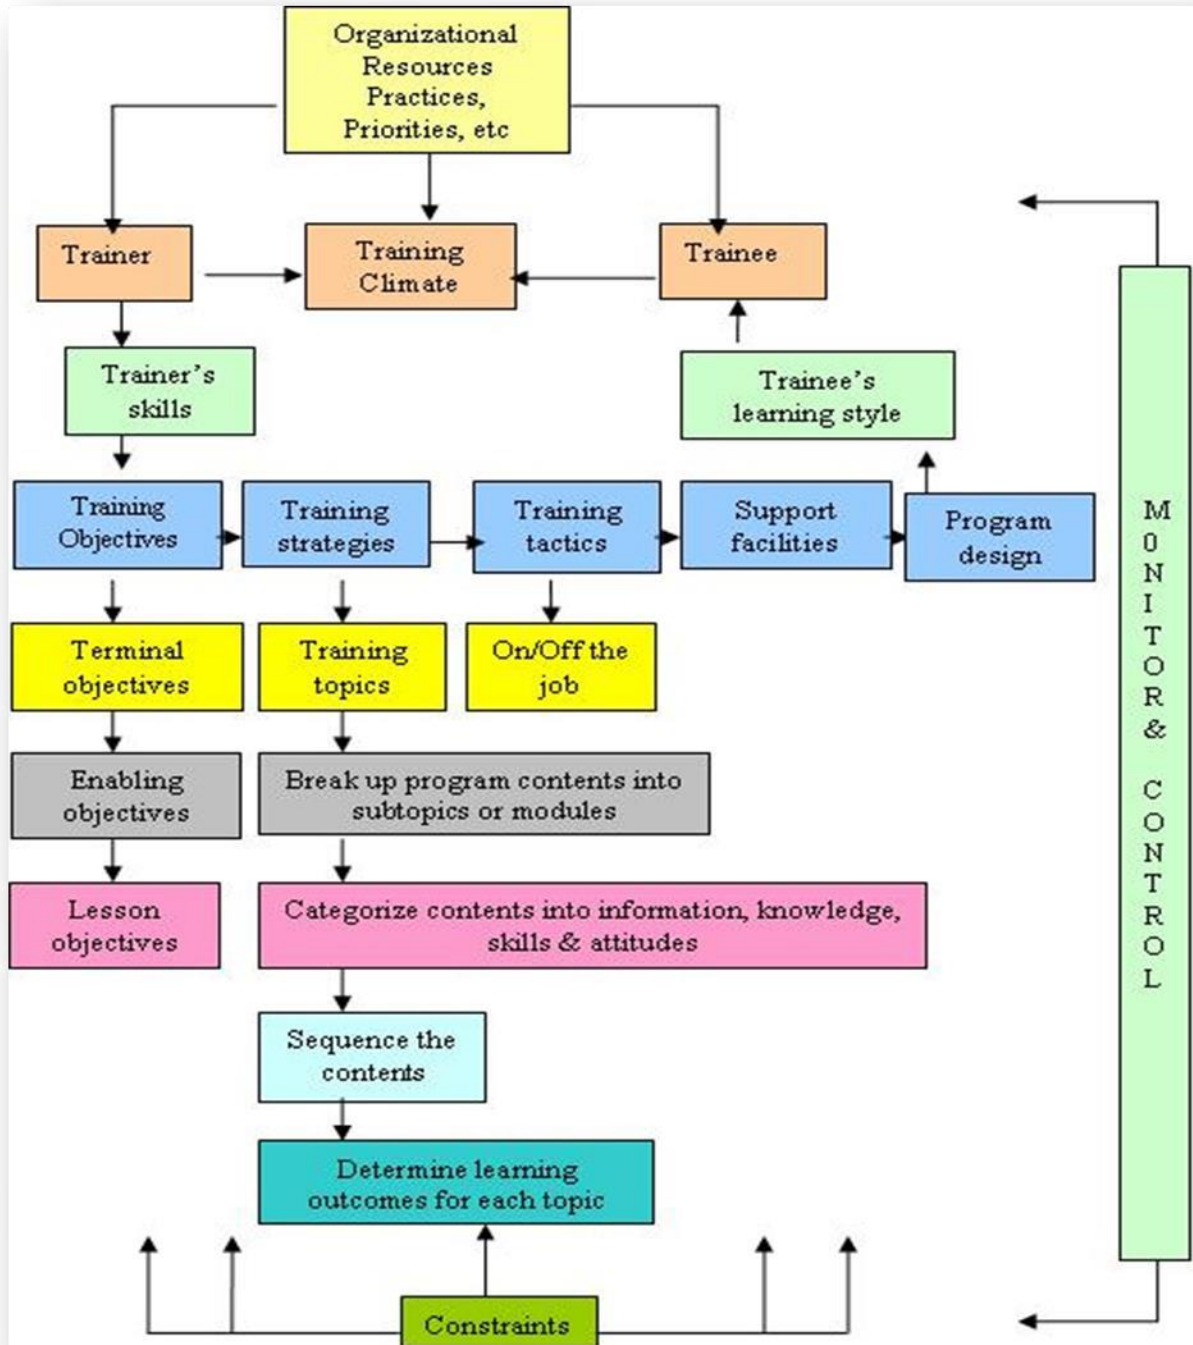 Organizational
Resources
Practices,
Priorities, etc
Trainer
Training
Climate
Trainee
Trainer's
skills
Trainee's
learning style
Training
Objectives
Training
strategies
Training
tactics
Support
facilities
Program
design
Terminal
objectives
Training
topics
On/Off the
job
Enabling
objectives
Break up program contents into
subtopics or modules
Lesson
objectives
Categorize contents into information, knowledge,
skills & attitudes
Sequence the
contents
Determine learning
outcomes for each topic
Constraints
M0NITOR& CONTROL